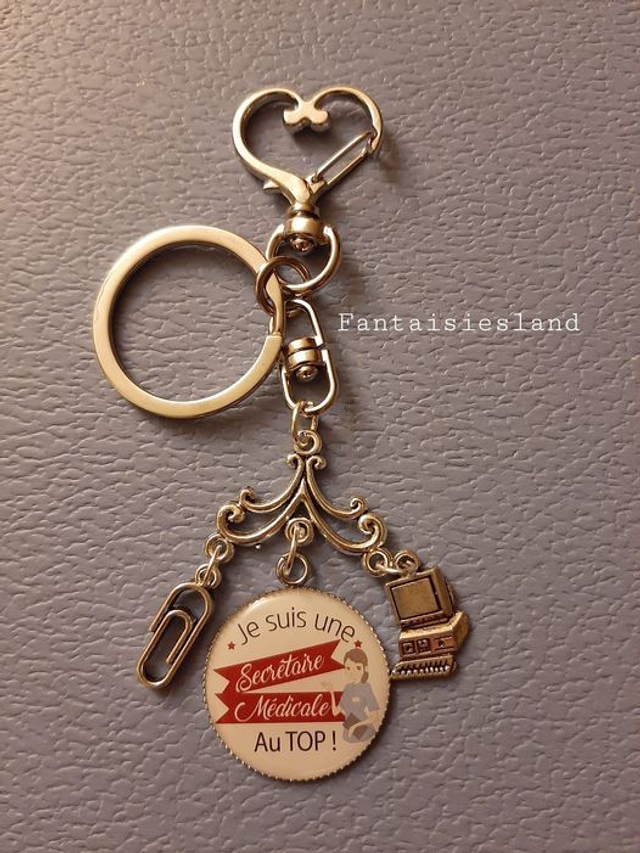 Fantaisiesland
Je suis une
Secrétaire
Médicale
Au TOP !